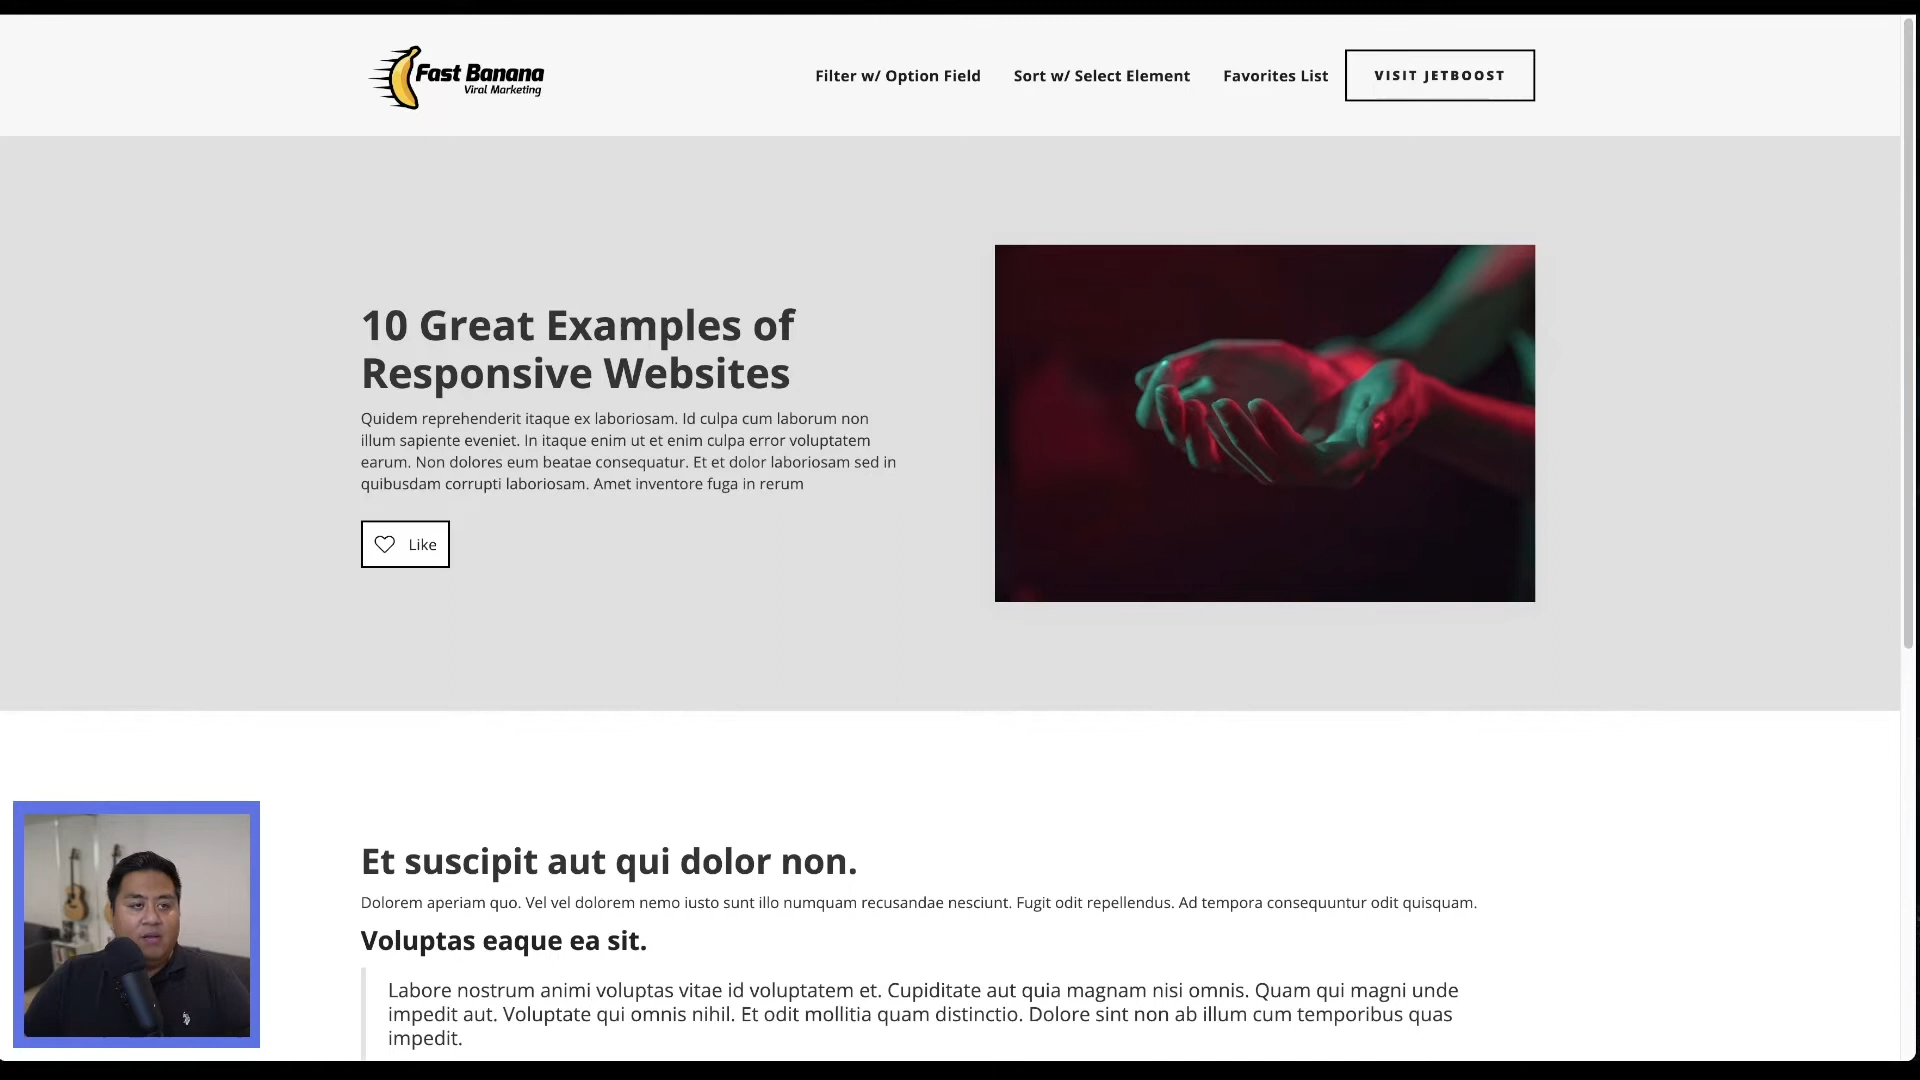 Fast Banana
Viral Marketing
Filter w/ Option Field
Sort w/ Select Element
Favorites List
VISIT JETBOOST
10 Great Examples of
Responsive Websites
Quidem reprehenderit itaque ex laboriosam. Id culpa cum laborum non
illum sapiente eveniet. In itaque enim ut et enim culpa error voluptatem
earum. Non dolores eum beatae consequatur. Et et dolor laboriosam sed in
quibusdam corrupti laboriosam. Amet inventore fuga in rerum
Like
Et suscipit aut qui dolor non.
Dolorem aperiam quo. Vel vel dolorem nemo iusto sunt illo numquam recusandae nesciunt. Fugit odit repellendus. Ad tempora consequuntur odit quisquam.
Voluptas eaque ea sit.
Labore nostrum animi voluptas vitae id voluptatem et. Cupiditate aut quia magnam nisi omnis. Quam qui magni unde
impedit aut. Voluptate qui omnis nihil. Et odit mollitia quam distinctio. Dolore sint non ab illum cum temporibus quas
impedit.